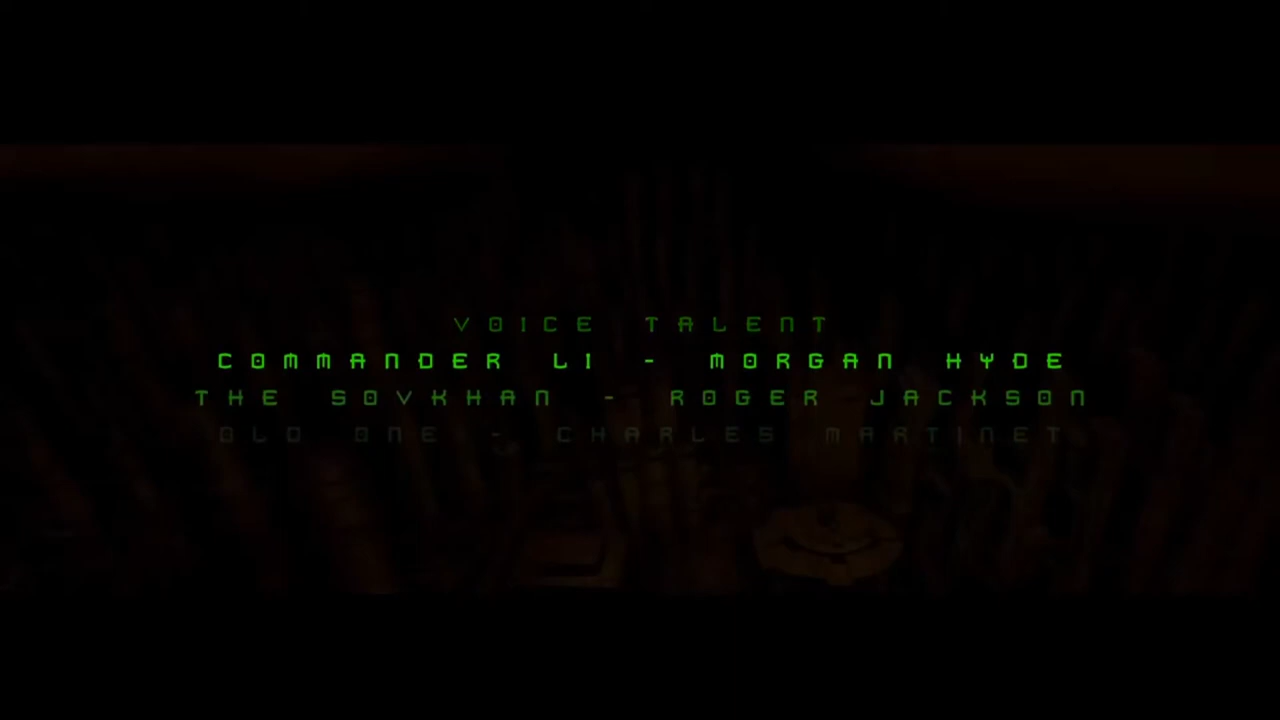 VOICE TALENT
COMMANDER LI - MORGAN HYDE
THE SOVKHAN - ROGER JACKSON
OLD ONE - CHARLES MARTINET